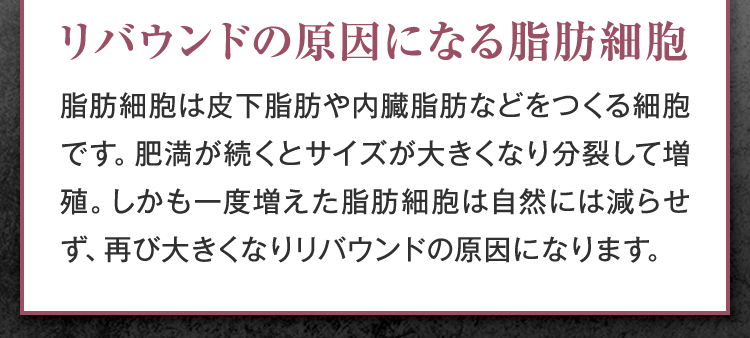 リバウンドの原因になる脂肪細胞
脂肪細胞は皮下脂肪や内臓脂肪などをつくる細胞
です。肥満が続くとサイズが大きくなり分裂して増
殖。しかも一度増えた脂肪細胞は自然には減らせ
ず、再び大きくなりリバウンドの原因になります。